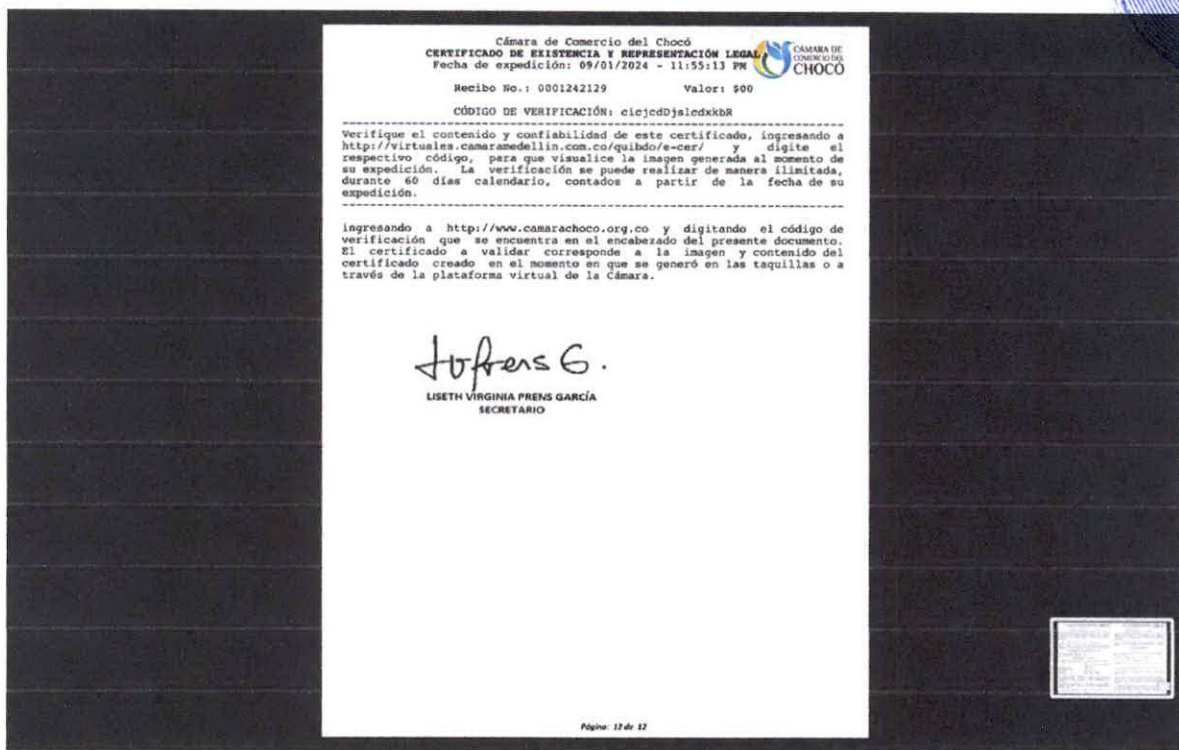 Cámara de Comercio del Chocó
CERTIFICADO DE EXISTENCIA Y REPRESENTACIÓN LEGAL
Fecha de expedición: 09/01/2024 - 11:55:13 PM
CÁMARA DE
COMERCIO DEL
CHOCÓ
Recibo No.: 0001242129 Valor: $00
CÓDIGO DE VERIFICACIÓN: cicjcdDjslcdxkbR
Verifique el contenido y confiabilidad de este certificado, ingresando a
http://virtuales.camaramedellin.com.co/quibdo/e-cer/ y digite el
respectivo código, para que visualice la imagen generada al momento de
su expedición. La verificación se puede realizar de manera ilimitada,
durante 60 días calendario, contados a partir de la fecha de su
expedición.
ingresando a http://www.camarachoco.org.co y digitando el código de
verificación que se encuentra en el encabezado del presente documento.
El certificado a validar corresponde a la imagen y contenido del
certificado creado en el momento en que se generó en las taquillas o a
través de la plataforma virtual de la Cámara.
LISETH VIRGINIA PRENS GARCÍA
SECRETARIO
Página: 12 de 12